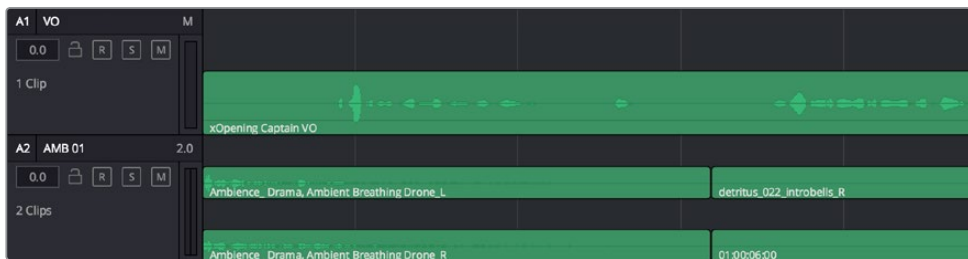 A1 VO M
0.0 R S M
1 Clip
xOpening Captain VO
A2 AMB 01 2.0
0.0 R S M
Ambience_ Drama, Ambient Breathing Drone_L detritus_022_introbells_R
2 Clips
Ambience_ Drama, Ambient Breathing Drone_R 01:00:06:00